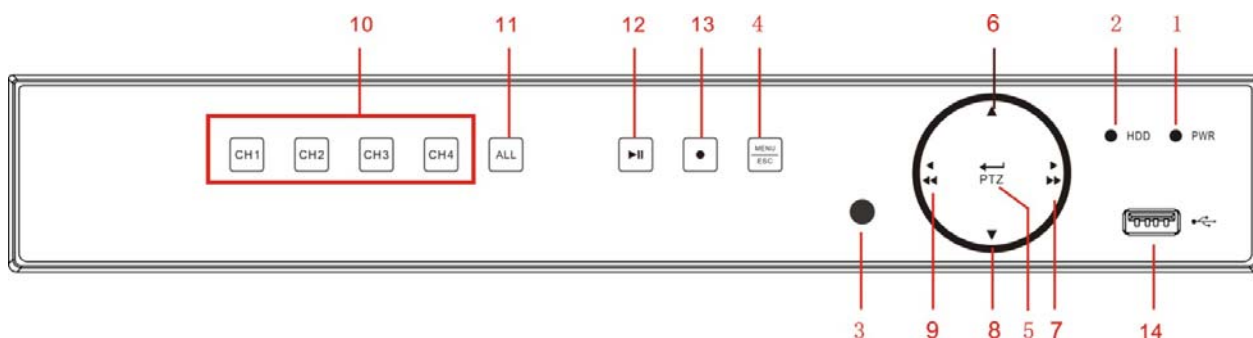 10 11 12 13 4 6 2 1
CH1 CH2 CH3 CH4 ALL MENU HDD PWR
ESC
PTZ
3 9 8 5 7 14